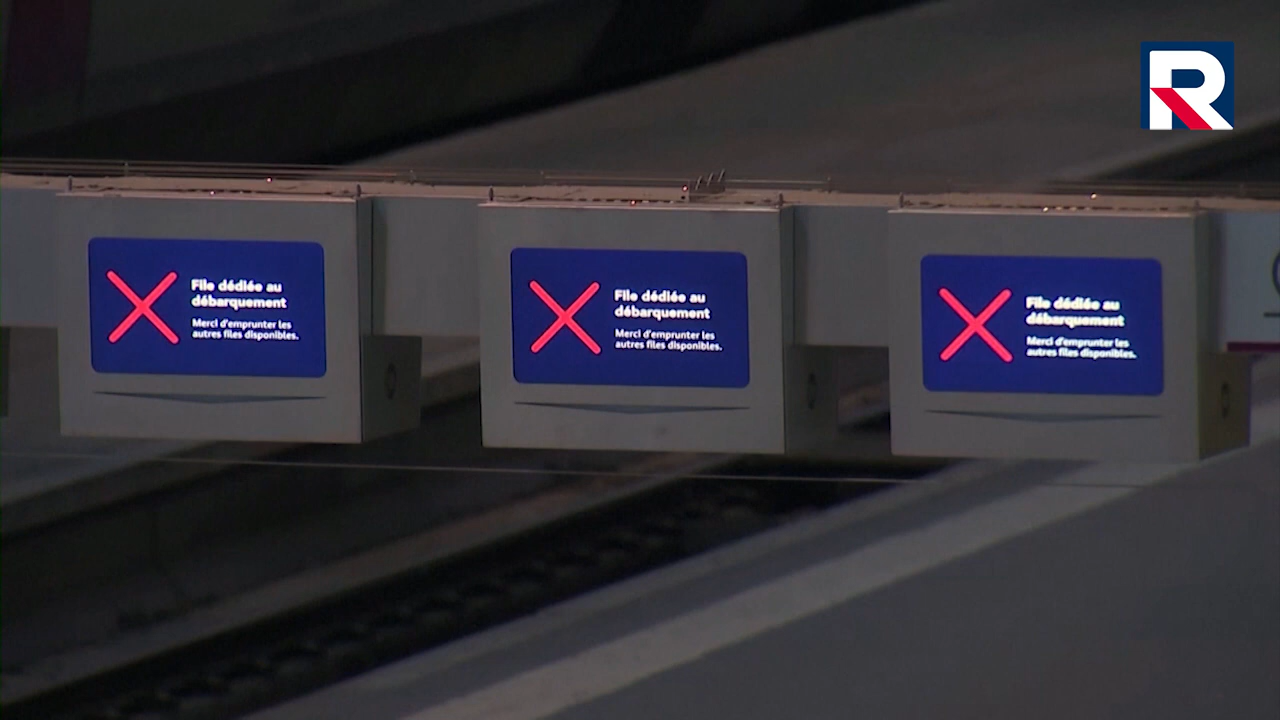 R
File dédiée au
débarquement
Merci d'emprunter les
autres files disponibles.
File dédiée au
débarquement
Merci d'emprunter les
autres files disponibles.
File dédiée au
débarquement
Merci d'emprunter les
autres files disponibles.